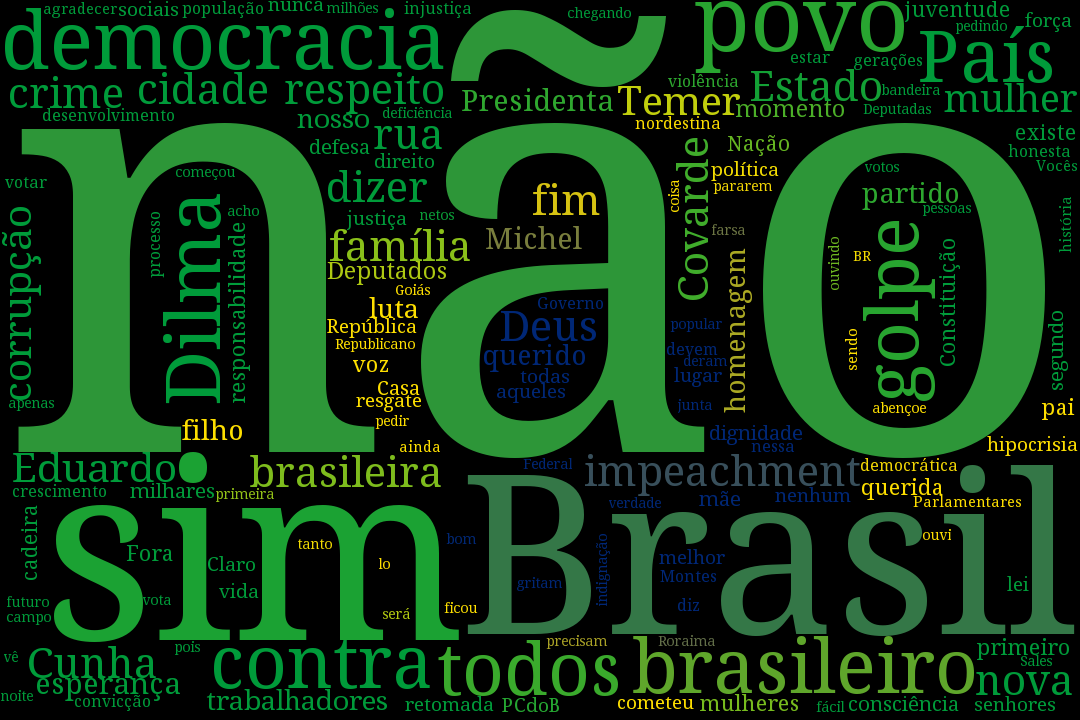 agradecer
sociais
população
nunca
milhões
injustiça
chegando
povo
juventude
pedindo
força
democracia
estar
gerações
País
crime
cidade
respeito
violência
Estado
bandeira
mulher
Presidenta
Temer
momento
Deputadas
desenvolvimento
nosso
deficiência
nordestina
rua
defesa
direito
Nação
existe
honesta
Vocês
não
votar
começou
dizer
fim
coisa
política
pararem
votos
partido
pessoas
corrupção
processo
Dilma
acho
responsabilidade
justiça
netos
família
Michel
Covarde
farsa
história
Deputados
Goiás
luta
República
Republicano
voz
Casa
resgate
pedir
ainda
Governo
Deus
querido
todas
aqueles
popular
devem
deram
lugar
junta
homenagem
ouvindo
BR
sendo
golpe
Constituição
abençoe
segundo
pai
apenas
filho
dignidade
nessa
hipocrisia
Eduardo
brasileira
Federal
impeachment
democrática
crescimento
milhares
primeira
verdade
mãe
nenhum
querida
Parlamentares
sim
Brasil
cadeira
Fora
Claro
vida
tanto
lo
bom
gritam
indignação
melhor
Montes
diz
ouvi
lei
futuro
campo
vota
será
ficou
vê
Cunha
pois
contra
todos
precisam
Roraima
brasileiro
primeiro
Sales
esperança
nova
noite
convicção
trabalhadores
retomada
PCdoB
cometeu
mulheres
fácil
consciência
senhores